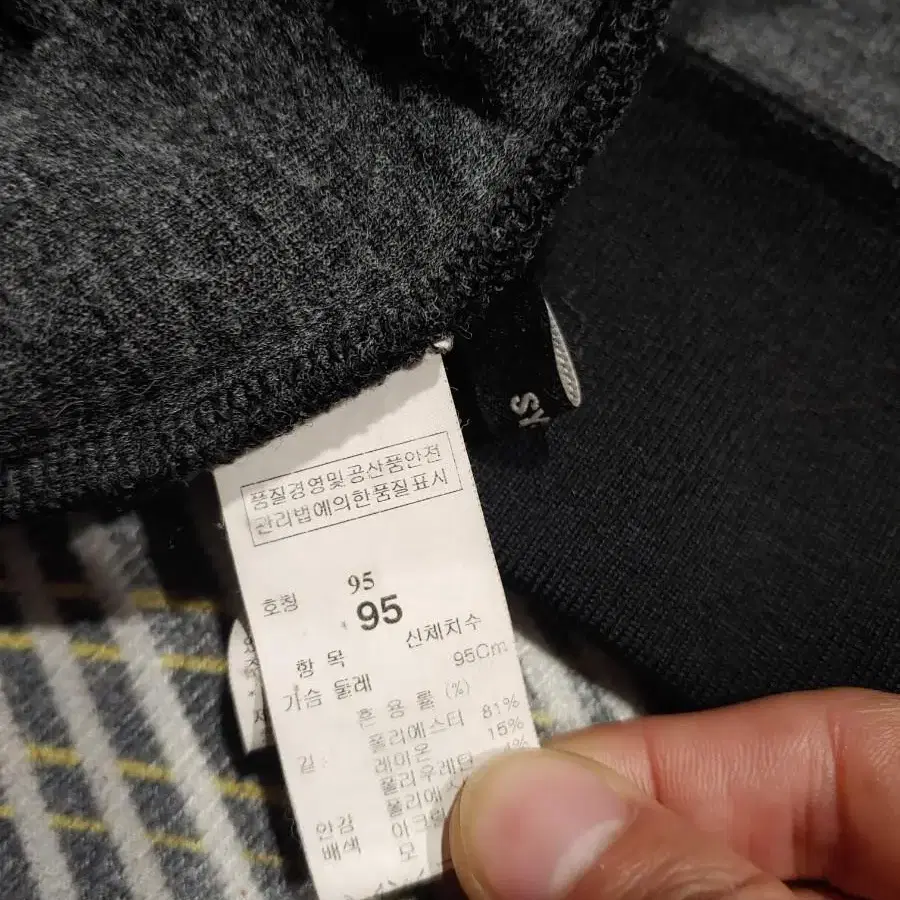 품질경영및공산품안전
관리법에의한품질표시
95
호칭 95
항 목 신체치수
가슴 둘레 95Cm
혼 용 률 (%)
겉 : 폴리에스터 81%
레이온 15%
폴리우레탄 4%
안감
배색 모
SY